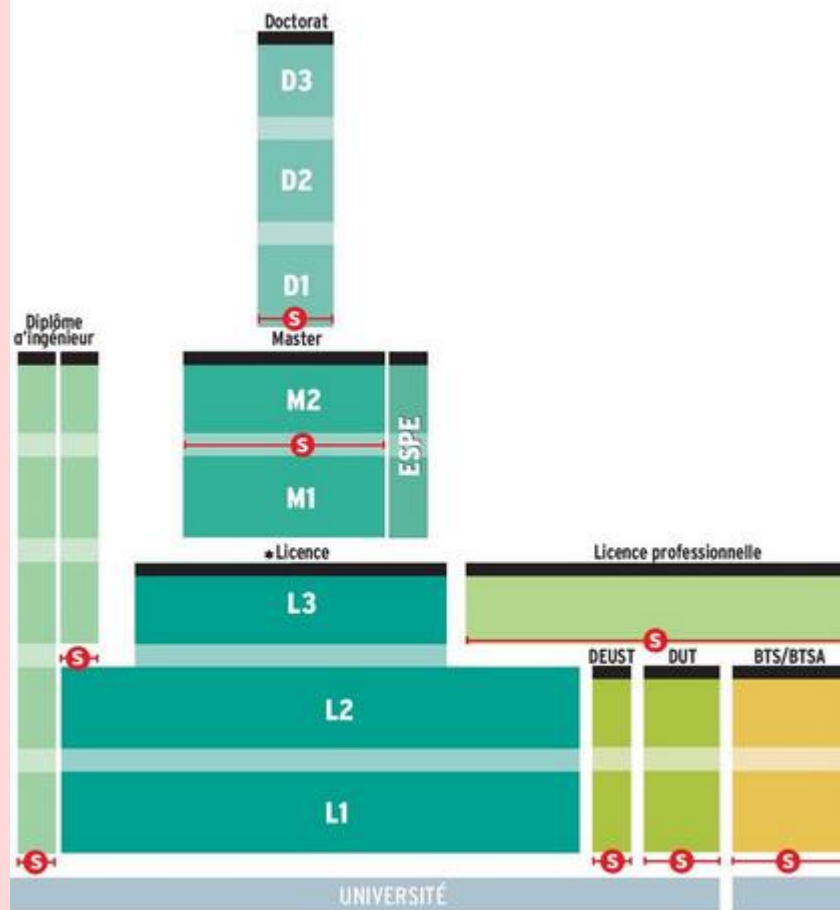 Doctorat
D3
D2
D1
S
Diplôme
d'ingénieur
Master
M2
S
ESPE
M1
*Licence
Licence professionnelle
L3
S
S
DEUST
DUT
BTS/BTSA
L2
L1
S
S
S
S
UNIVERSITÉ